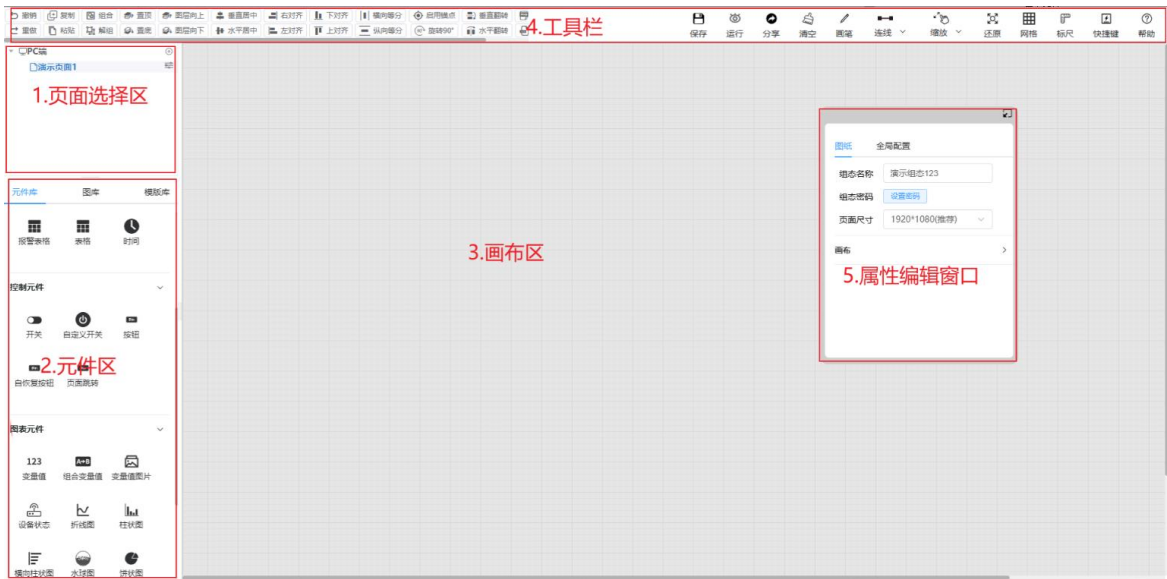 撤销 复制 组合 置顶 图层向上 垂直居中 右对齐 下对齐 横向等分 启用锚点 垂直翻转
重做 粘贴 解组 置底 图层向下 水平居中 左对齐 上对齐 纵向等分 旋转90° 水平翻转
4.工具栏
保存 运行 分享 清空 画笔 连线 缩放 还原 网格 标尺 快捷键 帮助
PC端
演示页面1
1.页面选择区
元件库 图库 模版库
报警表格 表格 时间
控制元件
开关 自定义开关 按钮
2.元件区
自恢复按钮 页面跳转
图表元件
123 A+B
变量值 组合变量值 变量值图片
设备状态 折线图 柱状图
横向柱状图 水球图 饼状图
3.画布区
图纸 全局配置
组态名称 演示组态123
组态密码 设置密码
页面尺寸 1920*1080(推荐)
画布
5.属性编辑窗口